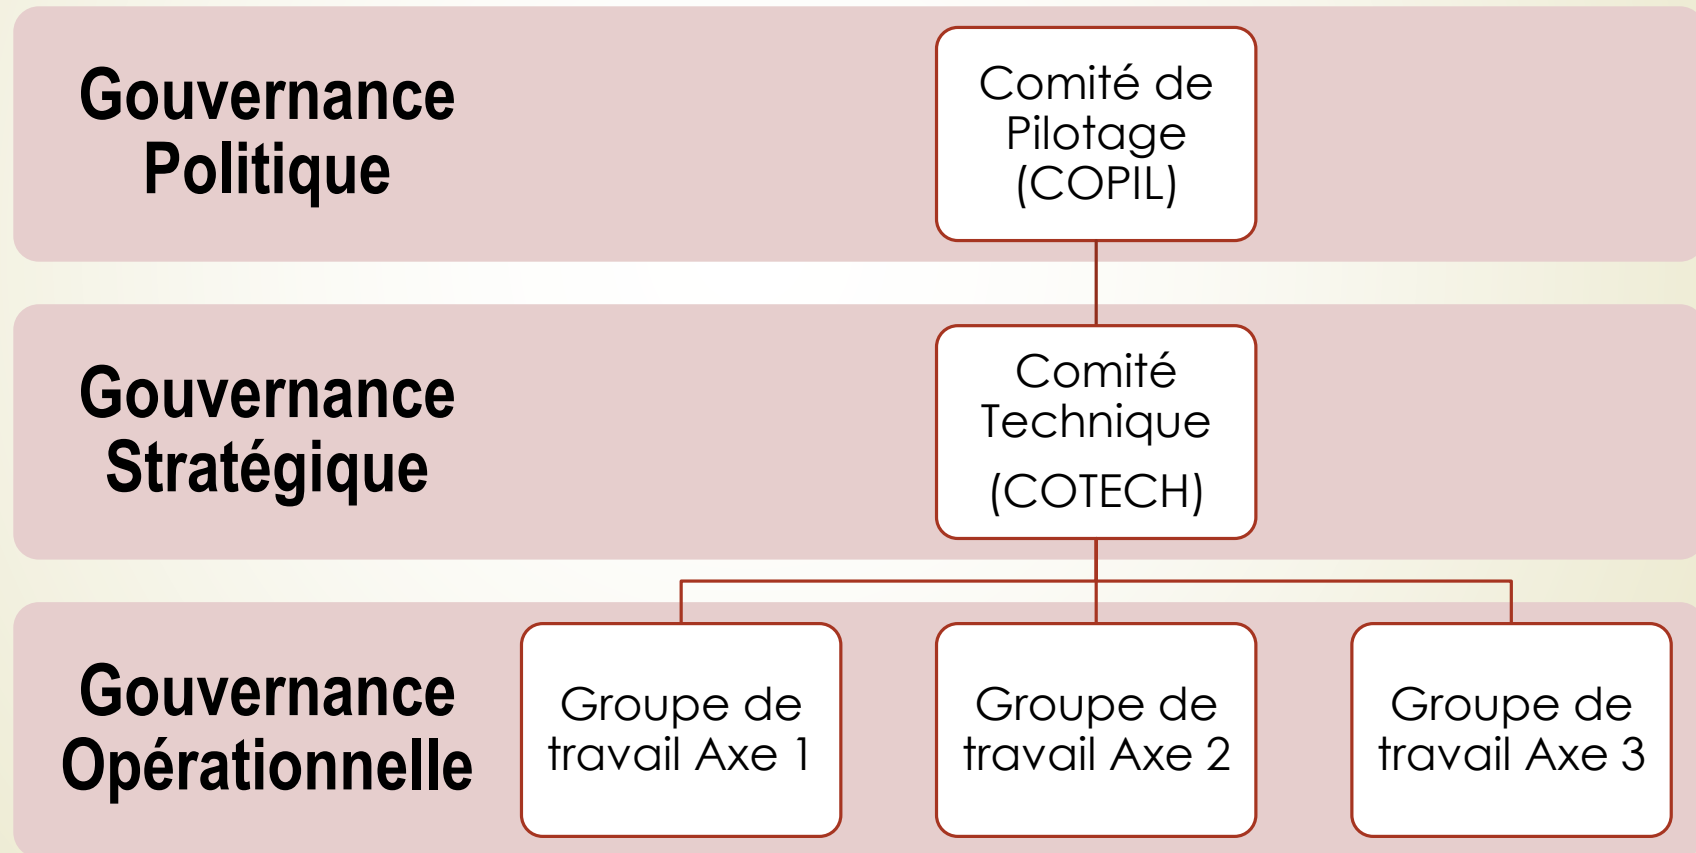 Gouvernance
Politique
Comité de
Pilotage
(COPIL)
Gouvernance
Stratégique
Comité
Technique
(COTECH)
Gouvernance
Opérationnelle
Groupe de
travail Axe 1
Groupe de
travail Axe 2
Groupe de
travail Axe 3